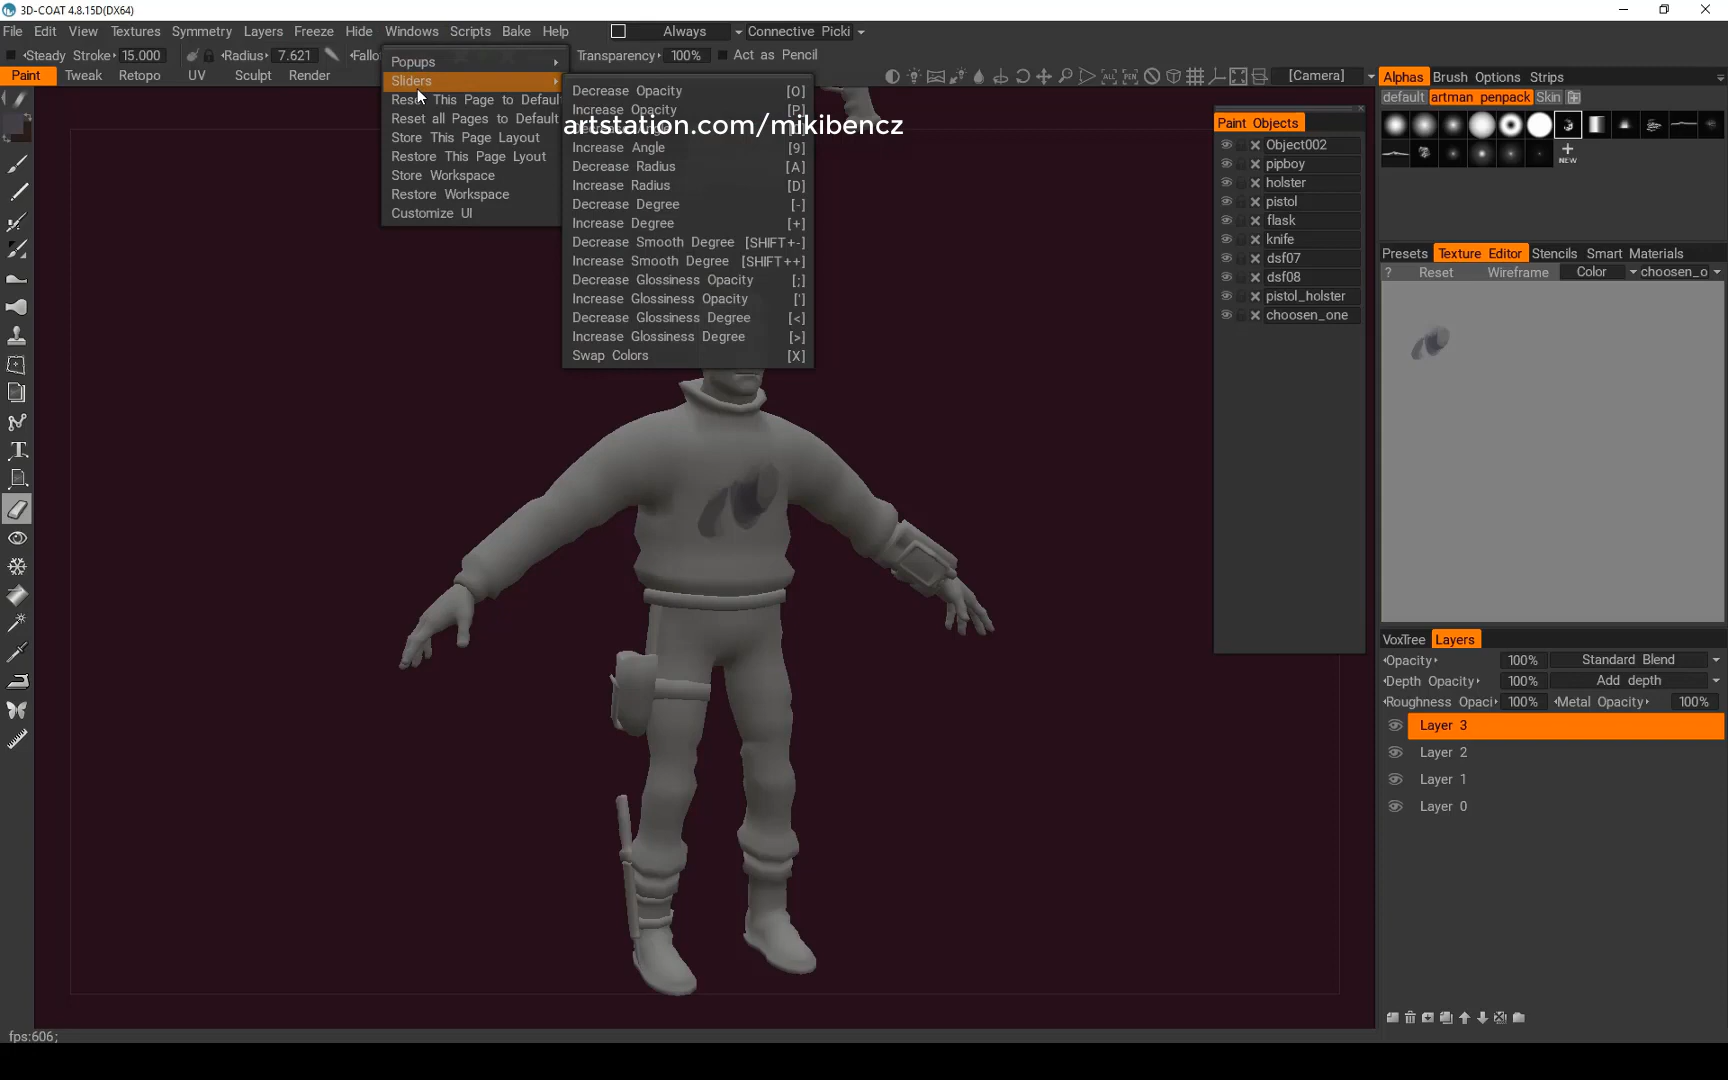 3D-COAT 4.8.15D(DX64)
File Edit View Textures Symmetry Layers Freeze Hide Windows Scripts Bake Help Always Connective Picki
Steady Stroke 15.000 Radius 7.621 Transparency 100% Act as Pencil
Paint Tweak Retopo UV Sculpt Render [Camera]
Popups
Sliders
Reset This Page to Default
Reset all Pages to Default
Store This Page Layout
Restore This Page Lyout
Store Workspace
Restore Workspace
Customize UI
Decrease Opacity [O]
Increase Opacity [P]
artstation.com/mikibencz
Increase Angle [9]
Decrease Radius [A]
Increase Radius [D]
Decrease Degree [-]
Increase Degree [+]
Decrease Smooth Degree [SHIFT+-]
Increase Smooth Degree [SHIFT++]
Decrease Glossiness Opacity [;]
Increase Glossiness Opacity [']
Decrease Glossiness Degree [<]
Increase Glossiness Degree [>]
Swap Colors [X]
Paint Objects
Object002
pipboy
holster
pistol
flask
knife
dsf07
dsf08
pistol_holster
choosen_one
Alphas Brush Options Strips
default artman penpack Skin
NEW
Presets Texture Editor Stencils Smart Materials
? Reset Wireframe Color choosen_o
VoxTree Layers
Opacity 100% Standard Blend
Depth Opacity 100% Add depth
Roughness Opaci 100% Metal Opacity 100%
Layer 3
Layer 2
Layer 1
Layer 0
fps:606;